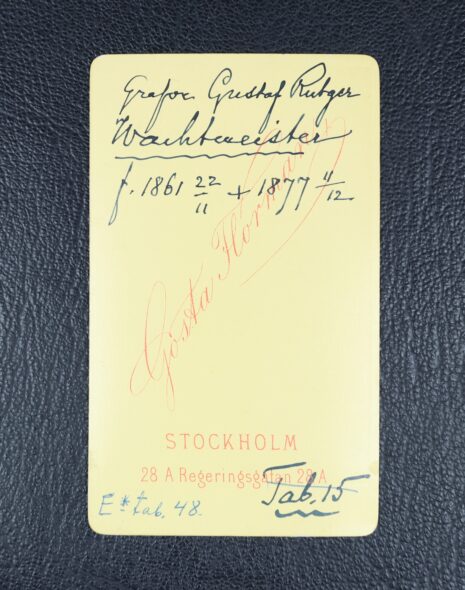 Grefve Gustaf Rutger
Wachtmeister
f. 1861 22/11 + 1877 4/12.
Gösta Florman
STOCKHOLM
28 A Regeringsgatan 28 A
Tab. 15
E* tab. 48.